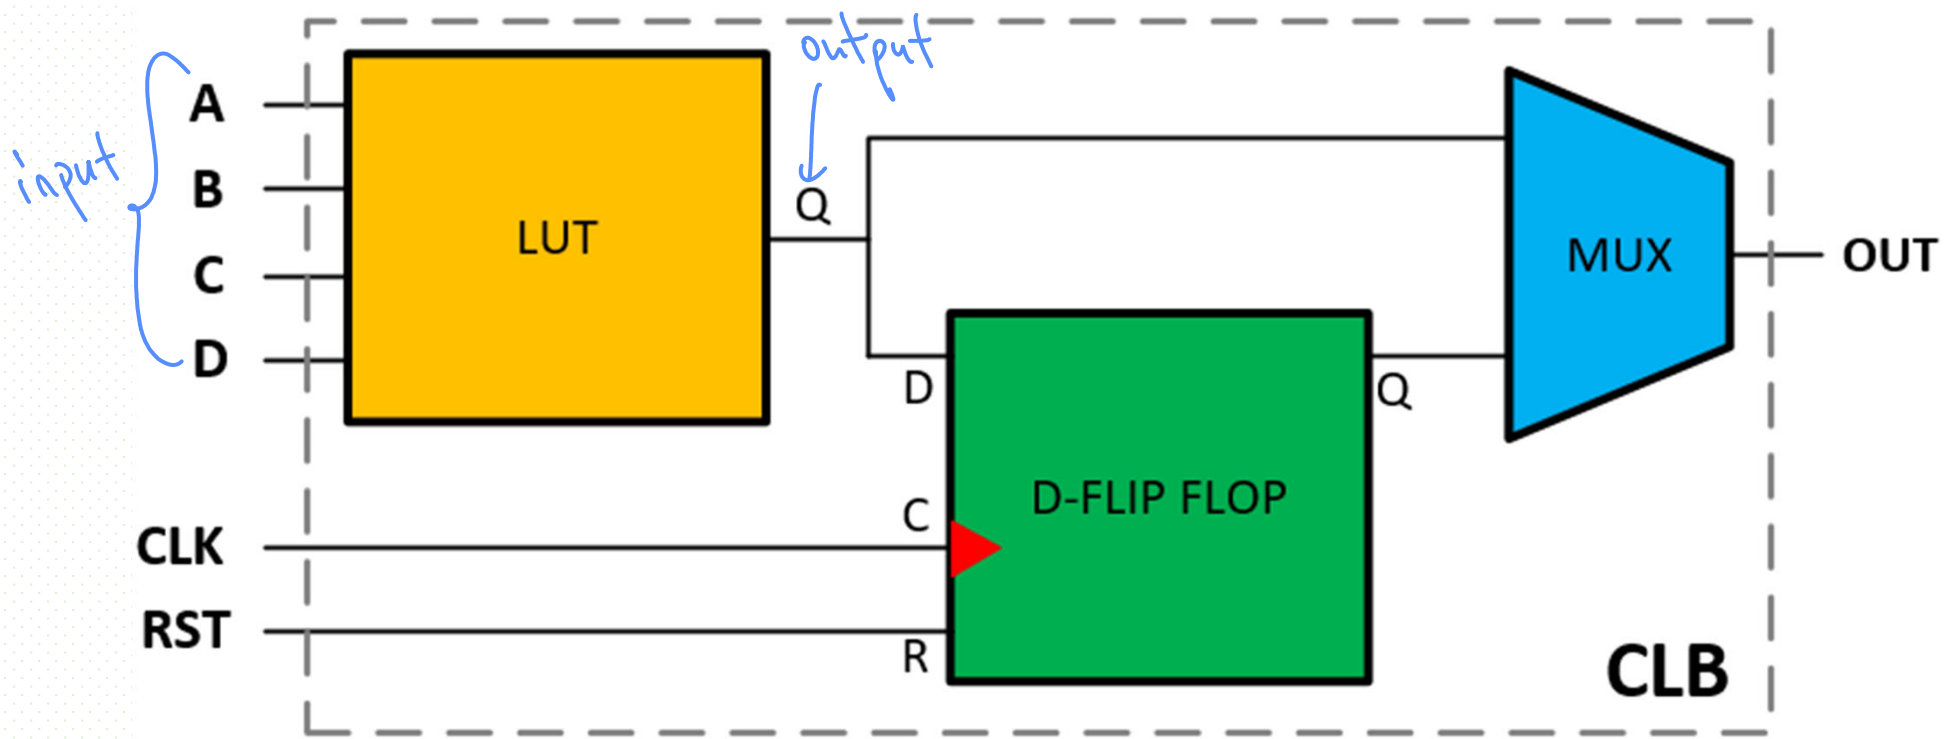 output
input
A
B
C
D
LUT
Q
MUX
OUT
D
Q
D-FLIP FLOP
C
CLK
RST
R
CLB